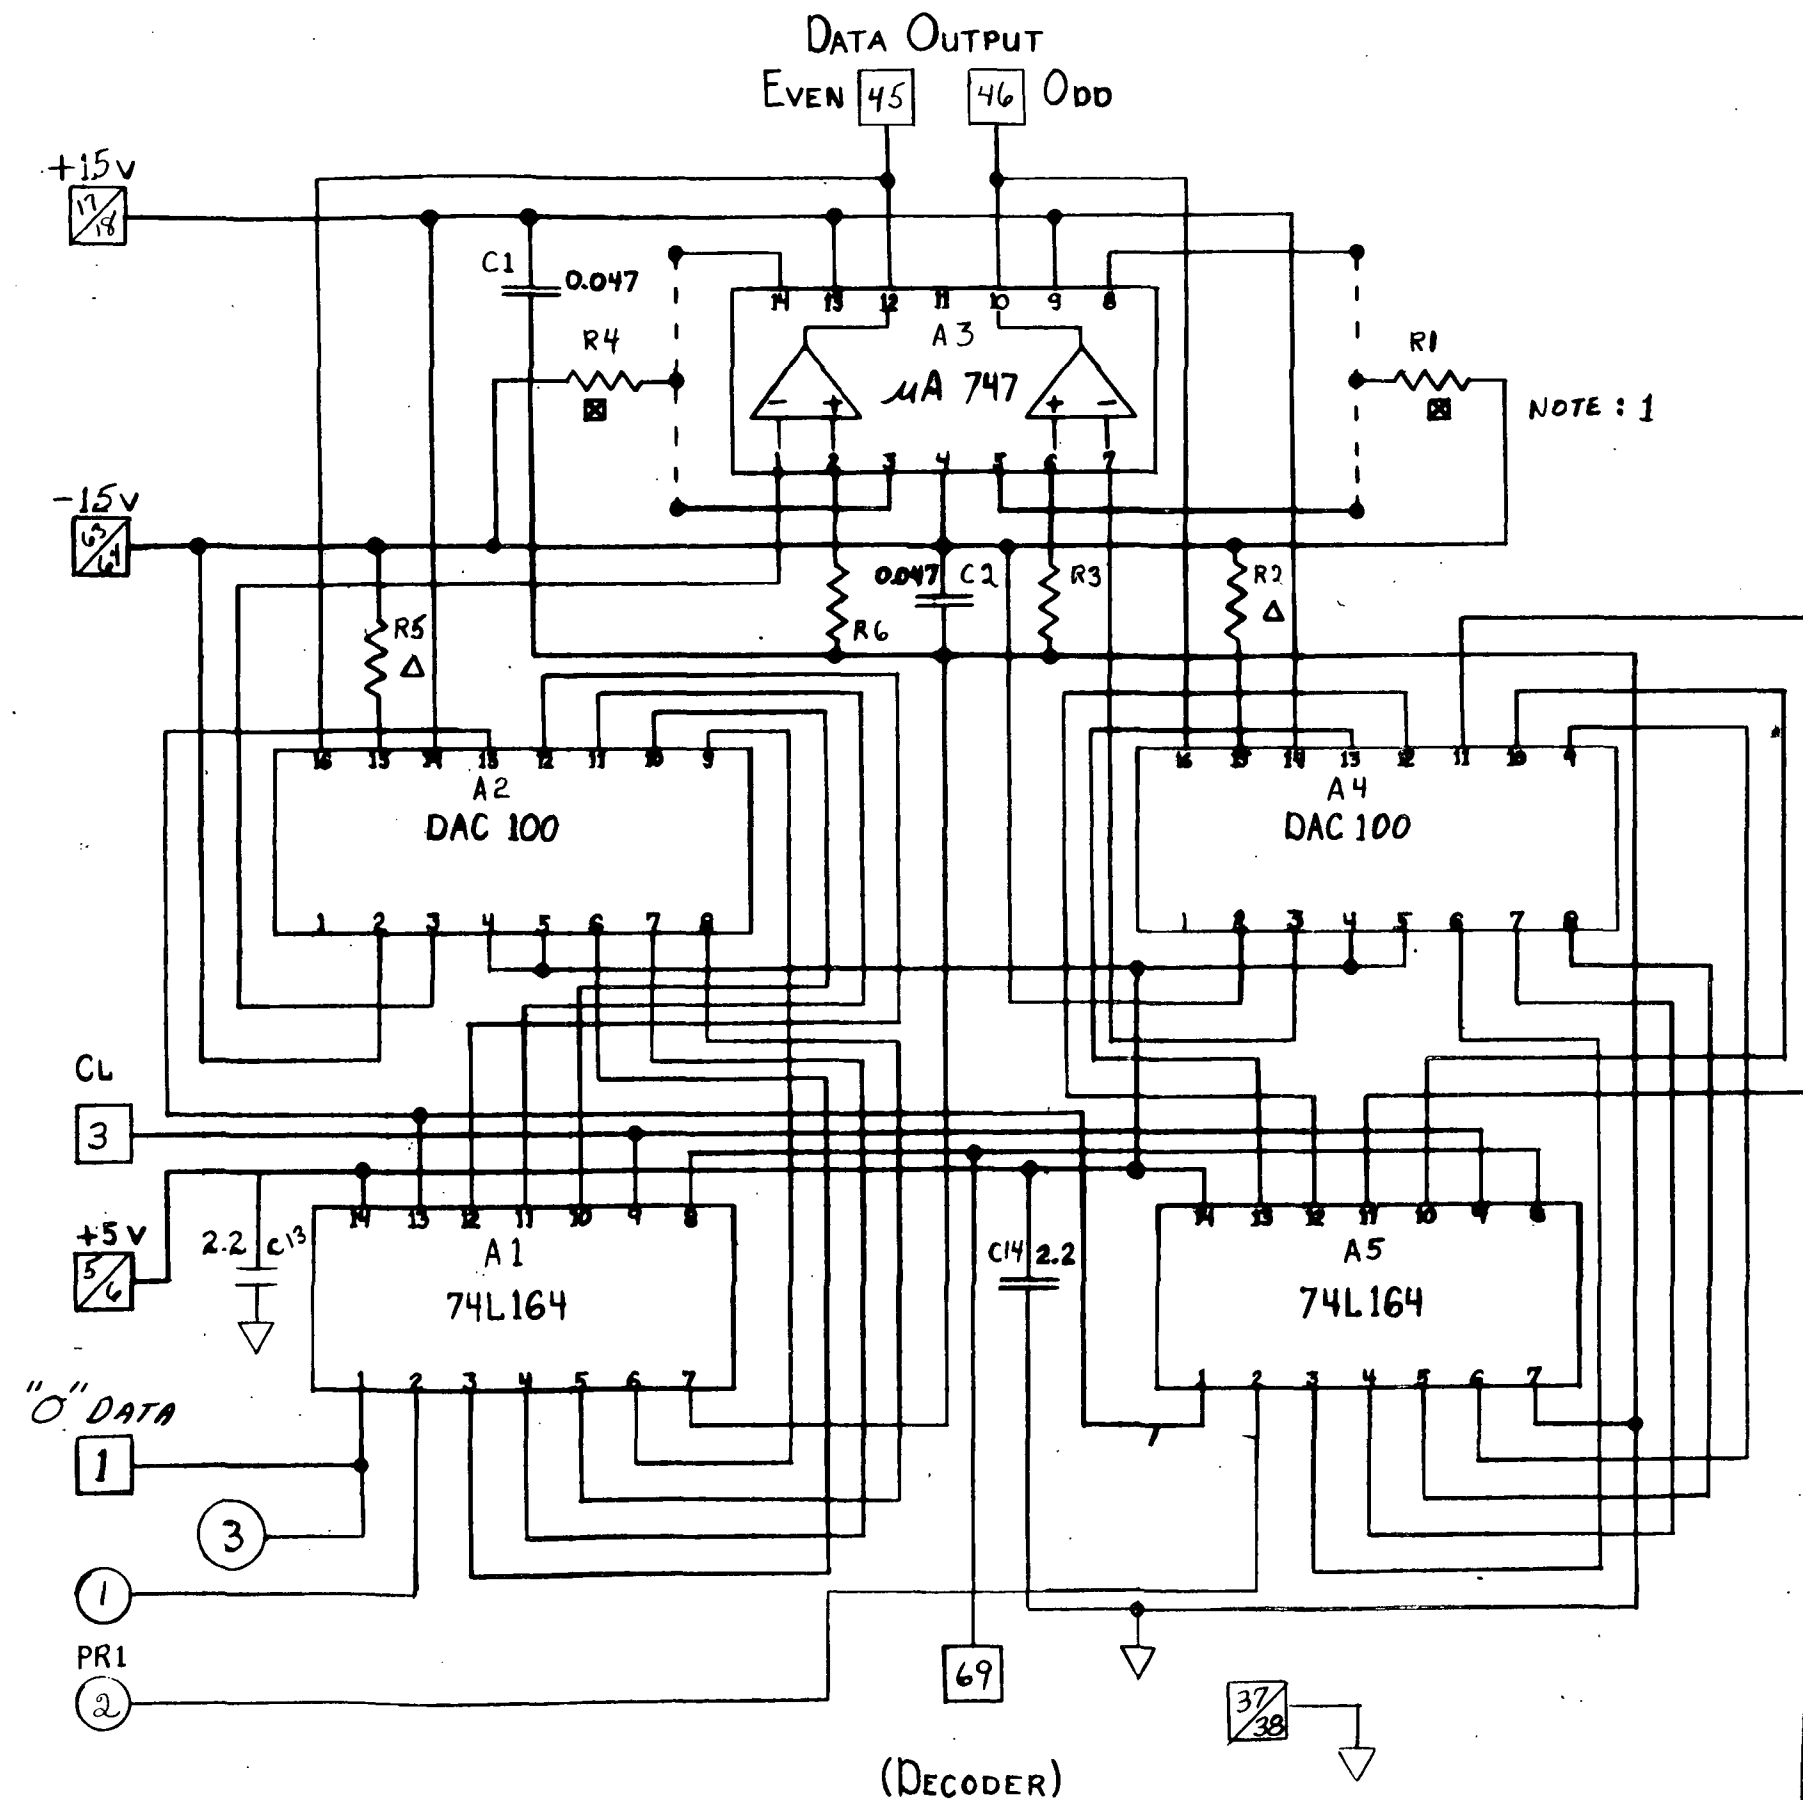 DATA OUTPUT
EVEN 45 46 ODD
+15V
17/18
C1 0.047
14 13 12 11 10 9 8
A3
R4
R1
μA 747
- + + -
NOTE: 1
1 2 3 4 5 6 7
-15V
63/64
0.047 C2 R3 R2
R5 R6
16 15 14 13 12 11 10 9
16 15 14 13 12 11 10 9
A2
A4
DAC 100
DAC 100
1 2 3 4 5 6 7 8
1 2 3 4 5 6 7 8
CL
3
14 13 12 11 10 9 8
14 13 12 11 10 9 8
+5V
5/6
2.2 C13
A1
C14 2.2
A5
74L164
74L164
1 2 3 4 5 6 7
1 2 3 4 5 6 7
"O" DATA
1
3
1
PR1
2
69
37/38
(DECODER)